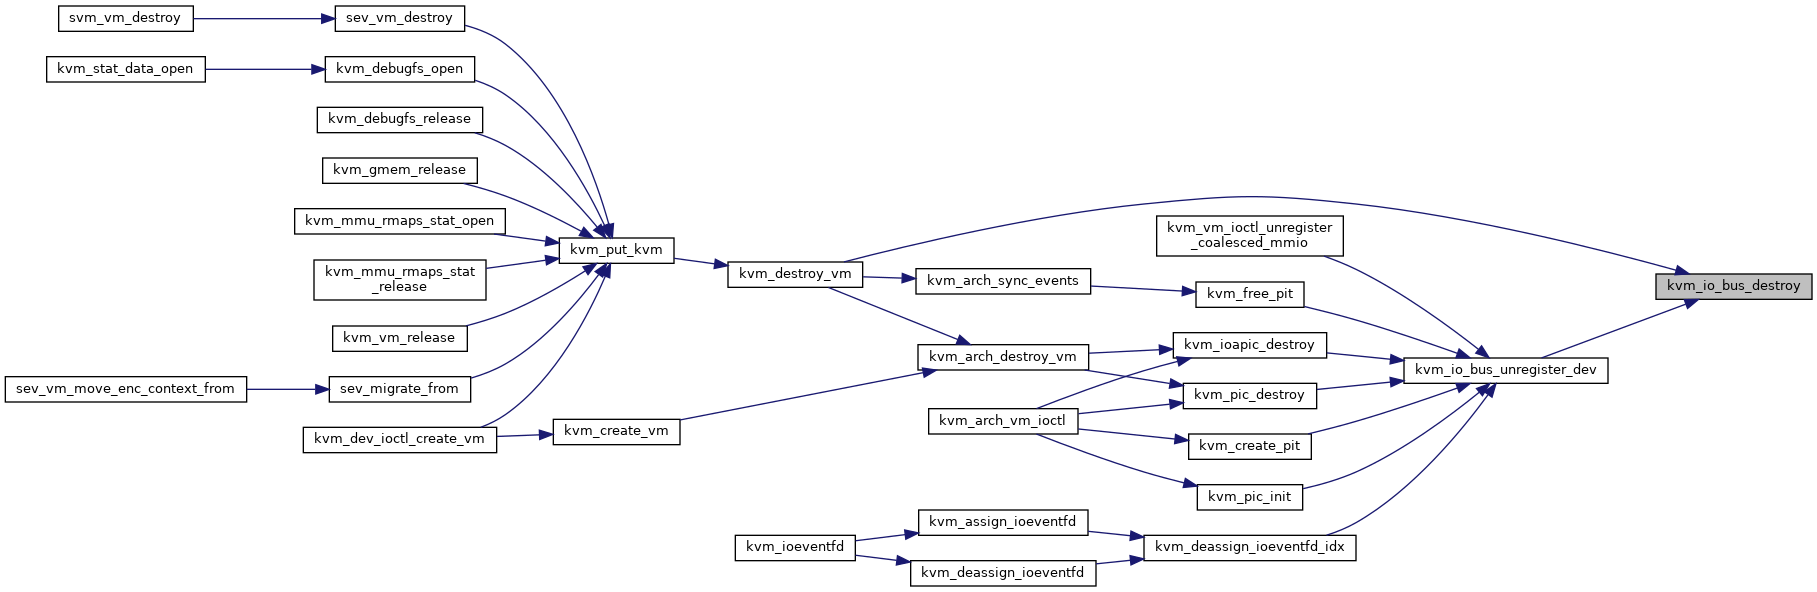 svm_vm_destroy
sev_vm_destroy
kvm_stat_data_open
kvm_debugfs_open
kvm_debugfs_release
kvm_gmem_release
kvm_mmu_rmaps_stat_open
kvm_put_kvm
kvm_mmu_rmaps_stat
_release
kvm_vm_release
sev_vm_move_enc_context_from
sev_migrate_from
kvm_dev_ioctl_create_vm
kvm_create_vm
kvm_destroy_vm
kvm_arch_sync_events
kvm_arch_destroy_vm
kvm_arch_vm_ioctl
kvm_vm_ioctl_unregister
_coalesced_mmio
kvm_free_pit
kvm_ioapic_destroy
kvm_pic_destroy
kvm_create_pit
kvm_pic_init
kvm_io_bus_destroy
kvm_io_bus_unregister_dev
kvm_ioeventfd
kvm_assign_ioeventfd
kvm_deassign_ioeventfd
kvm_deassign_ioeventfd_idx